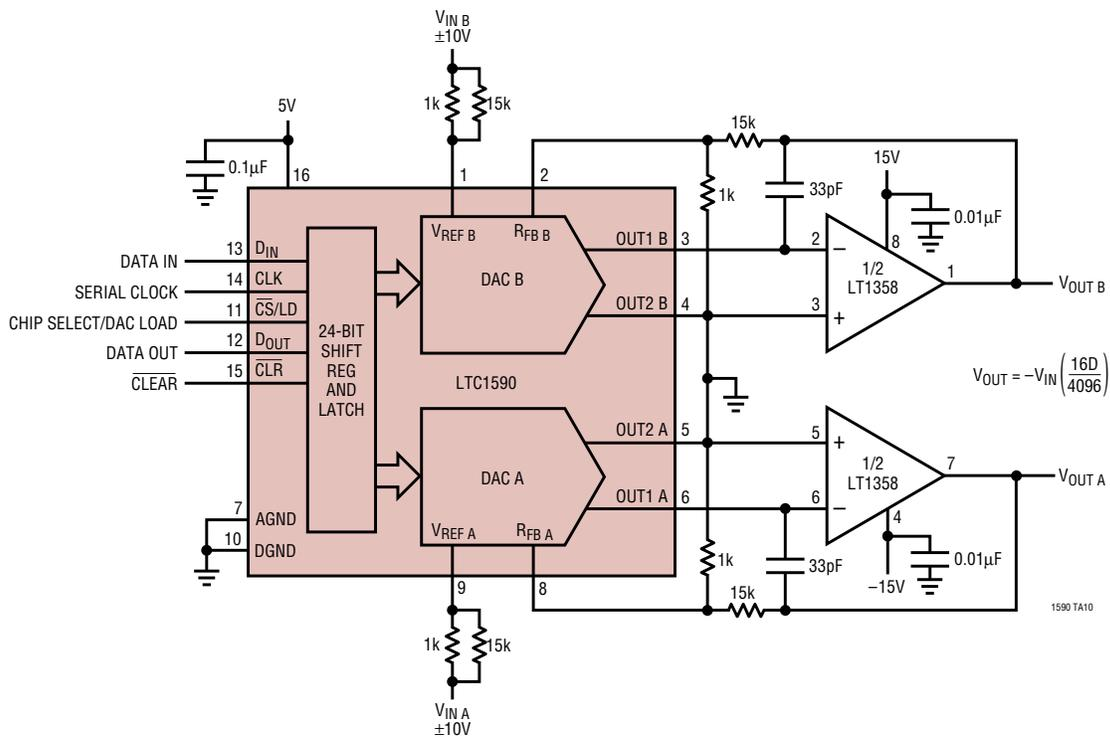 V_IN B
±10V
1k
15k
5V
0.1µF
16
1
2
15k
1k
33pF
15V
0.01µF
8
V_REF B
R_FB B
DAC B
OUT1 B
3
2
−
1/2
LT1358
1
V_OUT B
OUT2 B
4
3
+
DATA IN
13
D_IN
SERIAL CLOCK
14
CLK
CHIP SELECT/DAC LOAD
11
C̅S̅/LD
DATA OUT
12
D_OUT
C̅L̅E̅A̅R̅
15
C̅L̅R̅
24-BIT
SHIFT
REG
AND
LATCH
LTC1590
V_OUT = −V_IN (16D/4096)
OUT2 A
5
5
+
1/2
LT1358
7
V_OUT A
DAC A
OUT1 A
6
6
−
4
V_REF A
R_FB A
7
AGND
10
DGND
9
8
1k
15k
33pF
−15V
0.01µF
1k
15k
V_IN A
±10V
1590 TA10